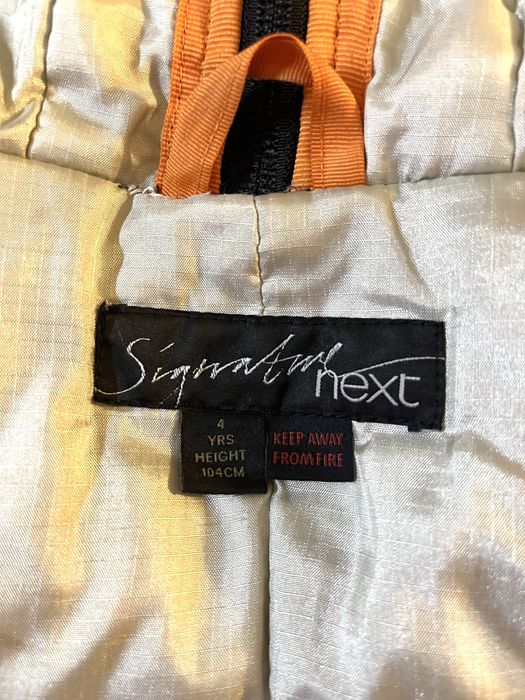 Signature
next
4
YRS
HEIGHT
104CM
KEEP AWAY
FROM FIRE